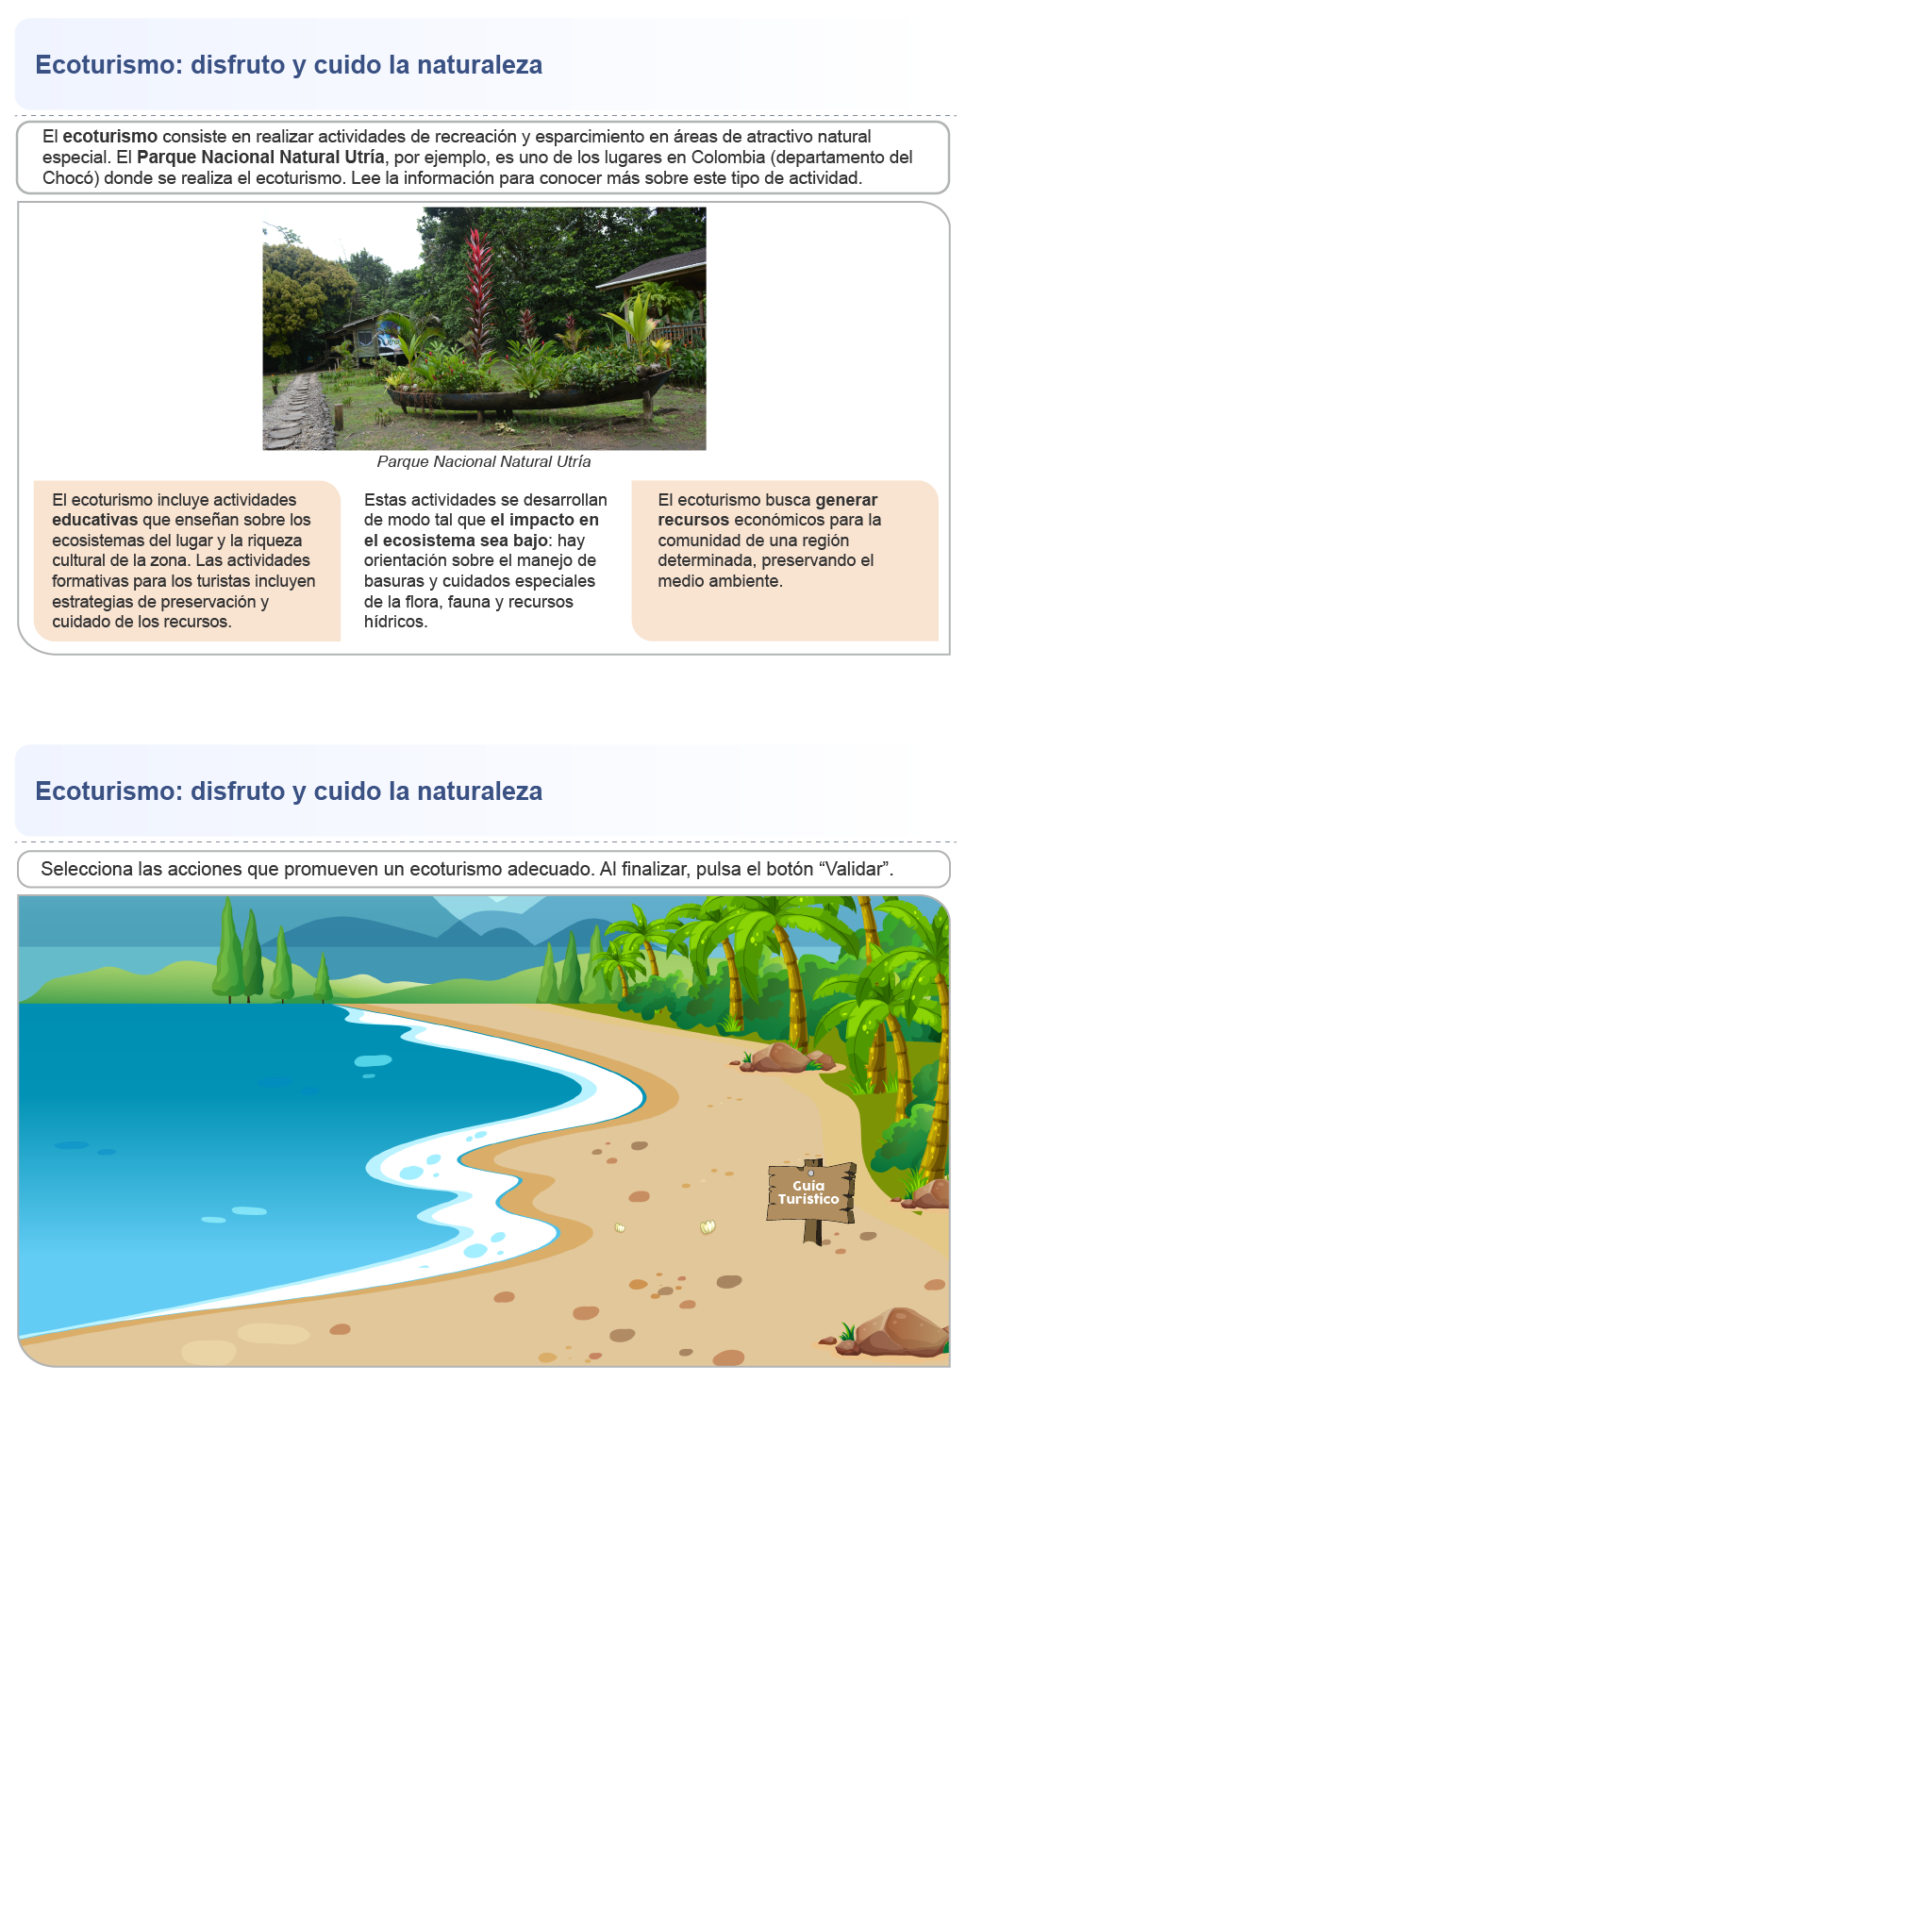 Ecoturismo: disfruto y cuido la naturaleza
El ecoturismo consiste en realizar actividades de recreación y esparcimiento en áreas de atractivo natural
especial. El Parque Nacional Natural Utría, por ejemplo, es uno de los lugares en Colombia (departamento del
Chocó) donde se realiza el ecoturismo. Lee la información para conocer más sobre este tipo de actividad.
Parque Nacional Natural Utría
El ecoturismo incluye actividades
educativas que enseñan sobre los
ecosistemas del lugar y la riqueza
cultural de la zona. Las actividades
formativas para los turistas incluyen
estrategias de preservación y
cuidado de los recursos.
Estas actividades se desarrollan
de modo tal que el impacto en
el ecosistema sea bajo: hay
orientación sobre el manejo de
basuras y cuidados especiales
de la flora, fauna y recursos
hídricos.
El ecoturismo busca generar
recursos económicos para la
comunidad de una región
determinada, preservando el
medio ambiente.
Ecoturismo: disfruto y cuido la naturaleza
Selecciona las acciones que promueven un ecoturismo adecuado. Al finalizar, pulsa el botón “Validar”.
Guía
Turístico